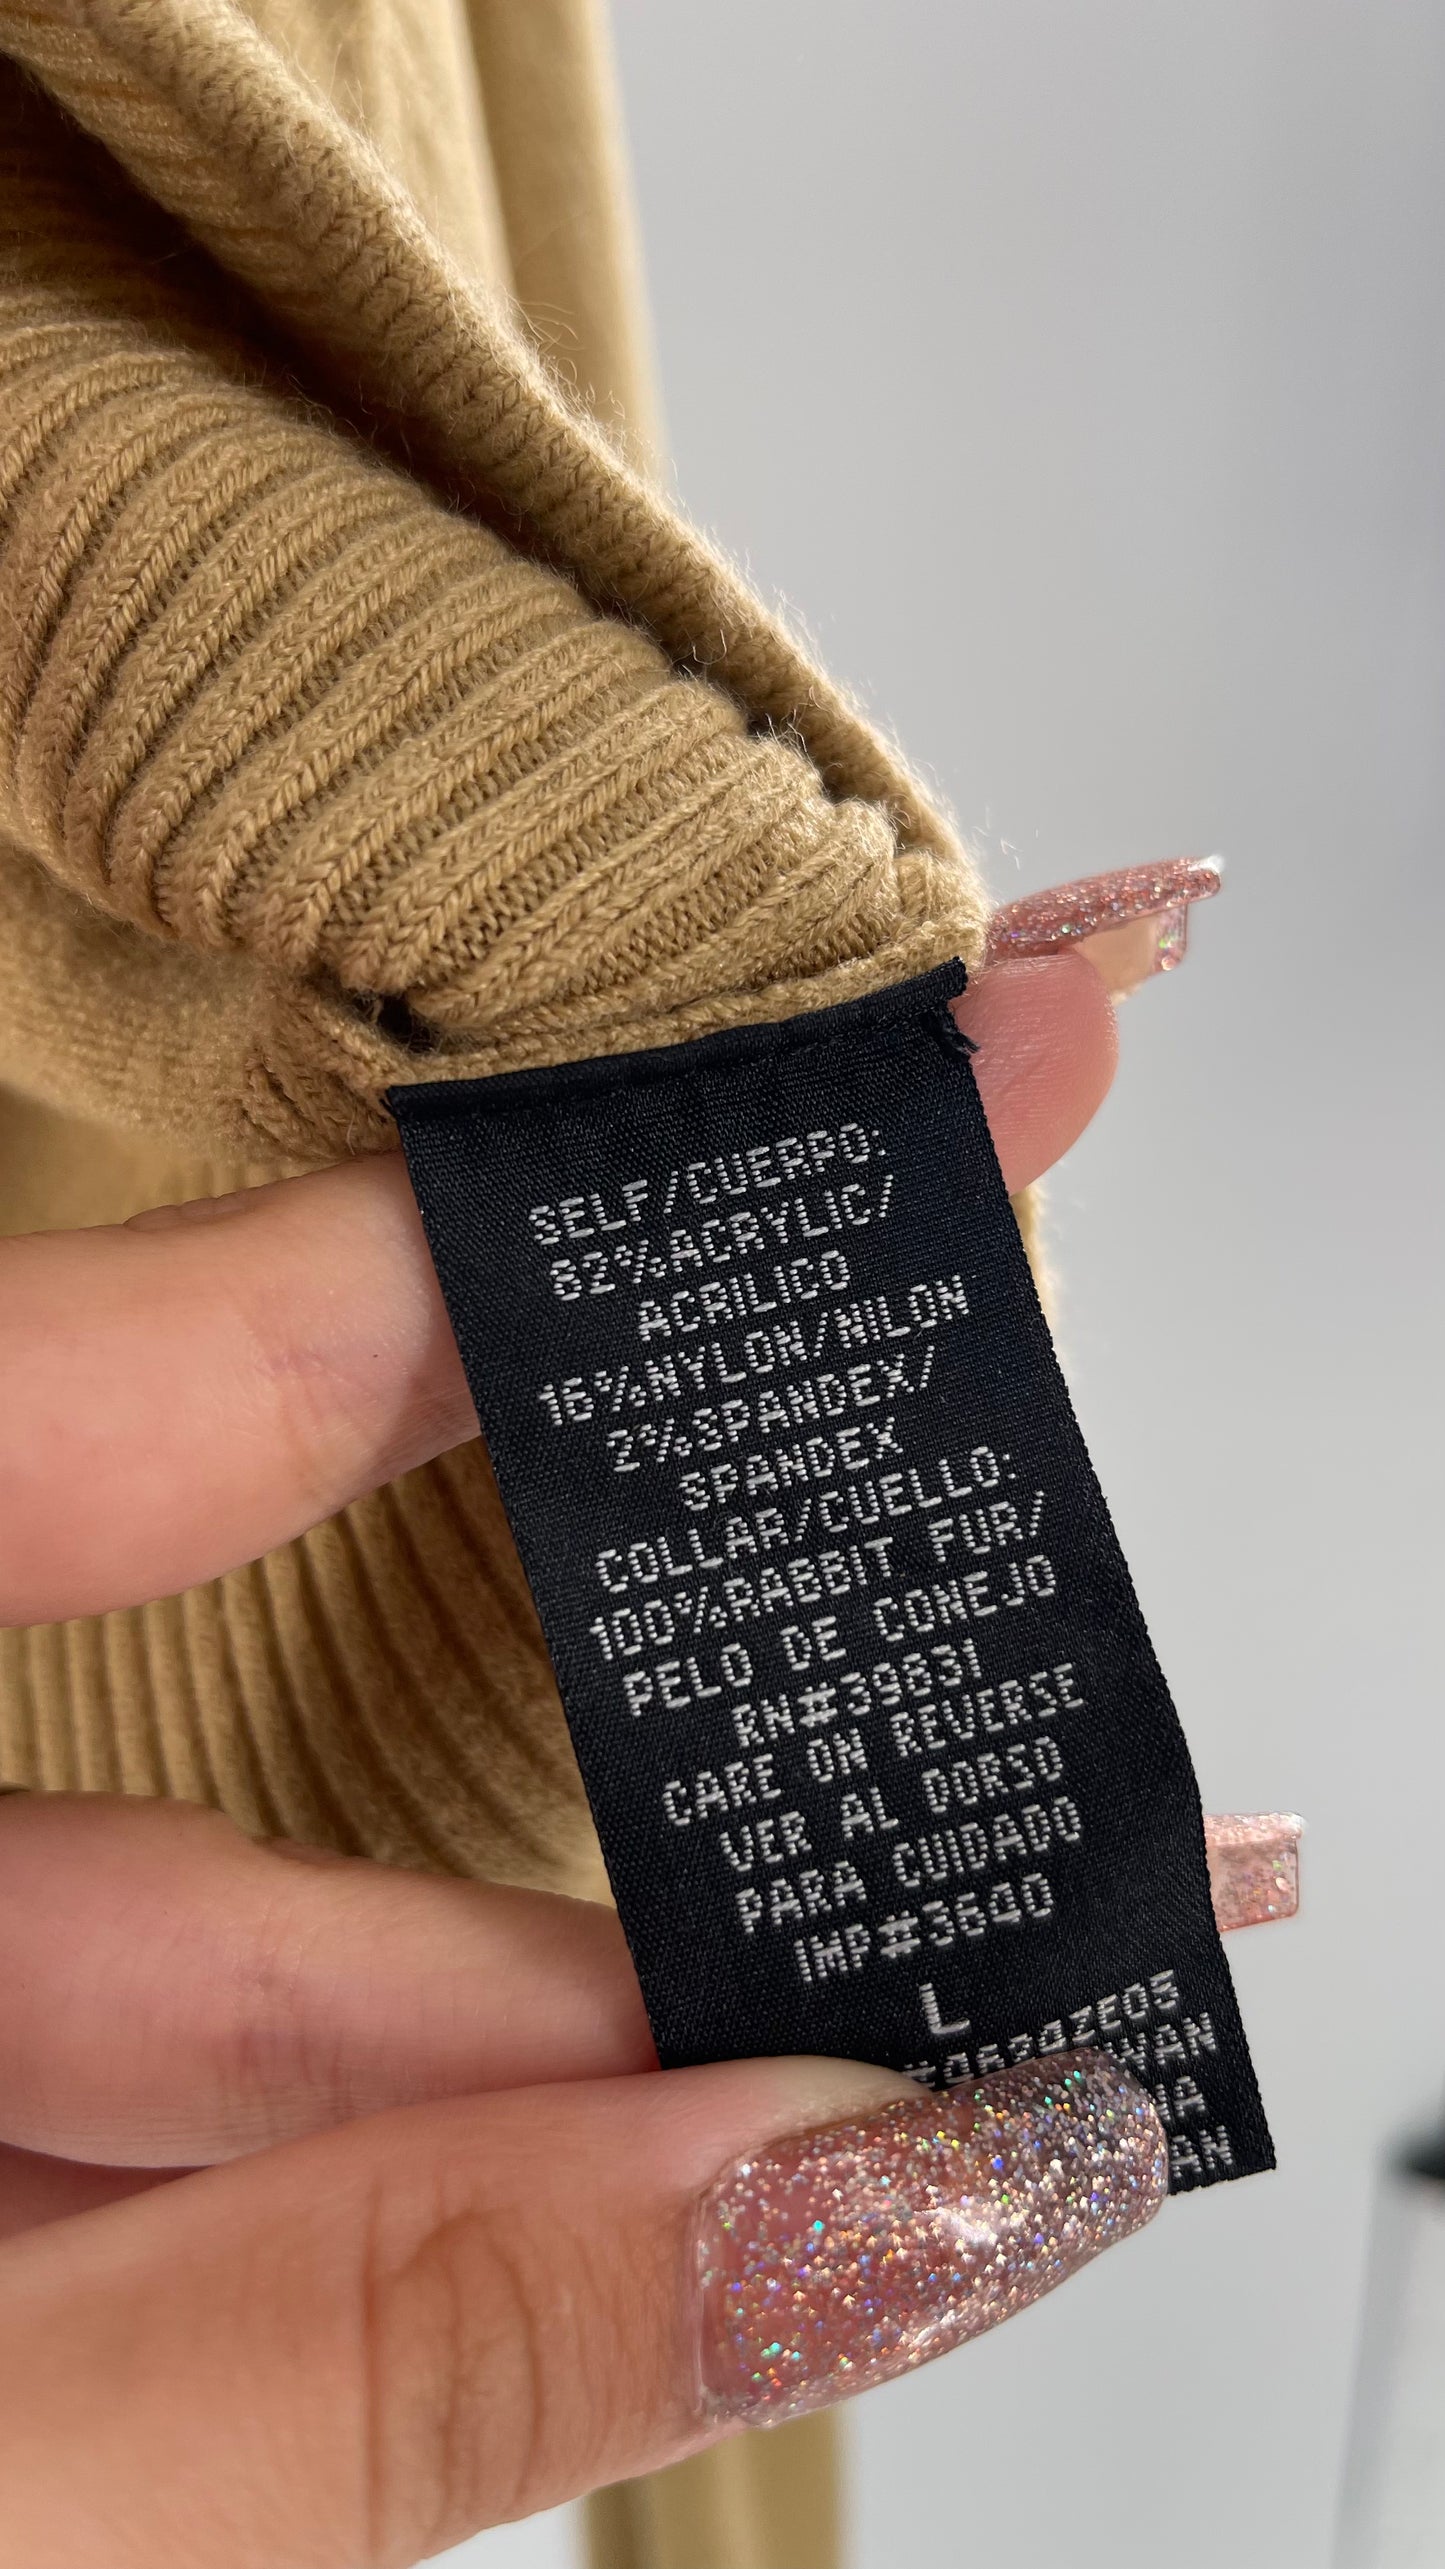 SELF/CUERPO:
82%ACRYLIC/
ACRILICO
16%NYLON/NILON
2%SPANDEX/
SPANDEX
COLLAR/CUELLO:
100%RABBIT FUR/
PELO DE CONEJO
RN#39831
CARE ON REVERSE
VER AL DORSO
PARA CUIDADO
IMP#3640
L